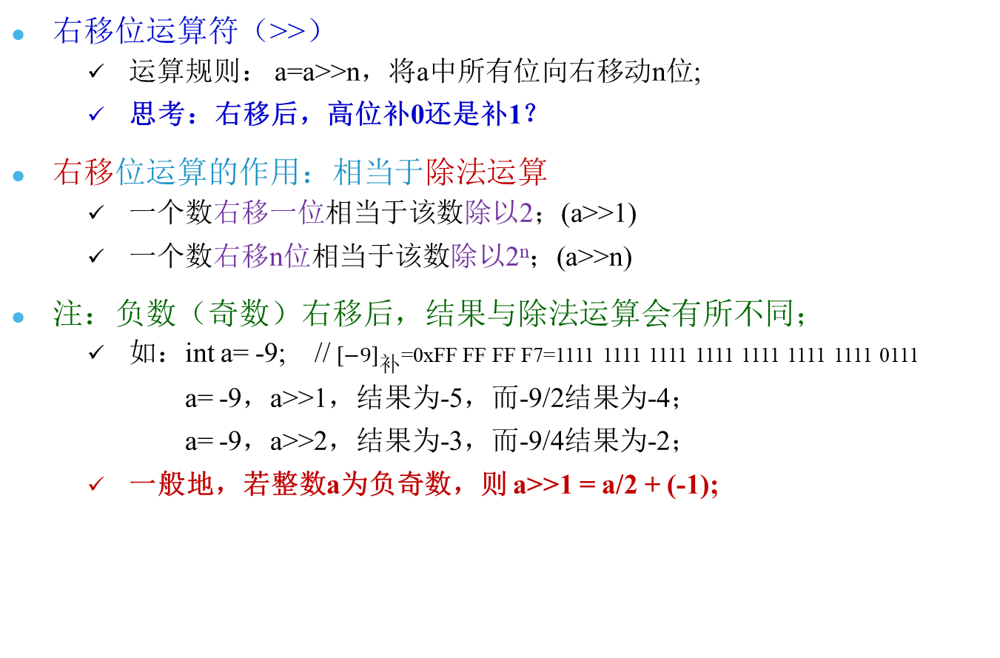 右移位运算符（>>）
运算规则： a=a>>n，将a中所有位向右移动n位;
思考：右移后，高位补0还是补1？
右移位运算的作用：相当于除法运算
一个数右移一位相当于该数除以2；(a>>1)
一个数右移n位相当于该数除以2ⁿ；(a>>n)
注：负数（奇数）右移后，结果与除法运算会有所不同；
如：int a= -9; // [−9]补=0xFF FF FF F7=1111 1111 1111 1111 1111 1111 1111 0111
a= -9，a>>1，结果为-5，而-9/2结果为-4；
a= -9，a>>2，结果为-3，而-9/4结果为-2；
一般地，若整数a为负奇数，则 a>>1 = a/2 + (-1);